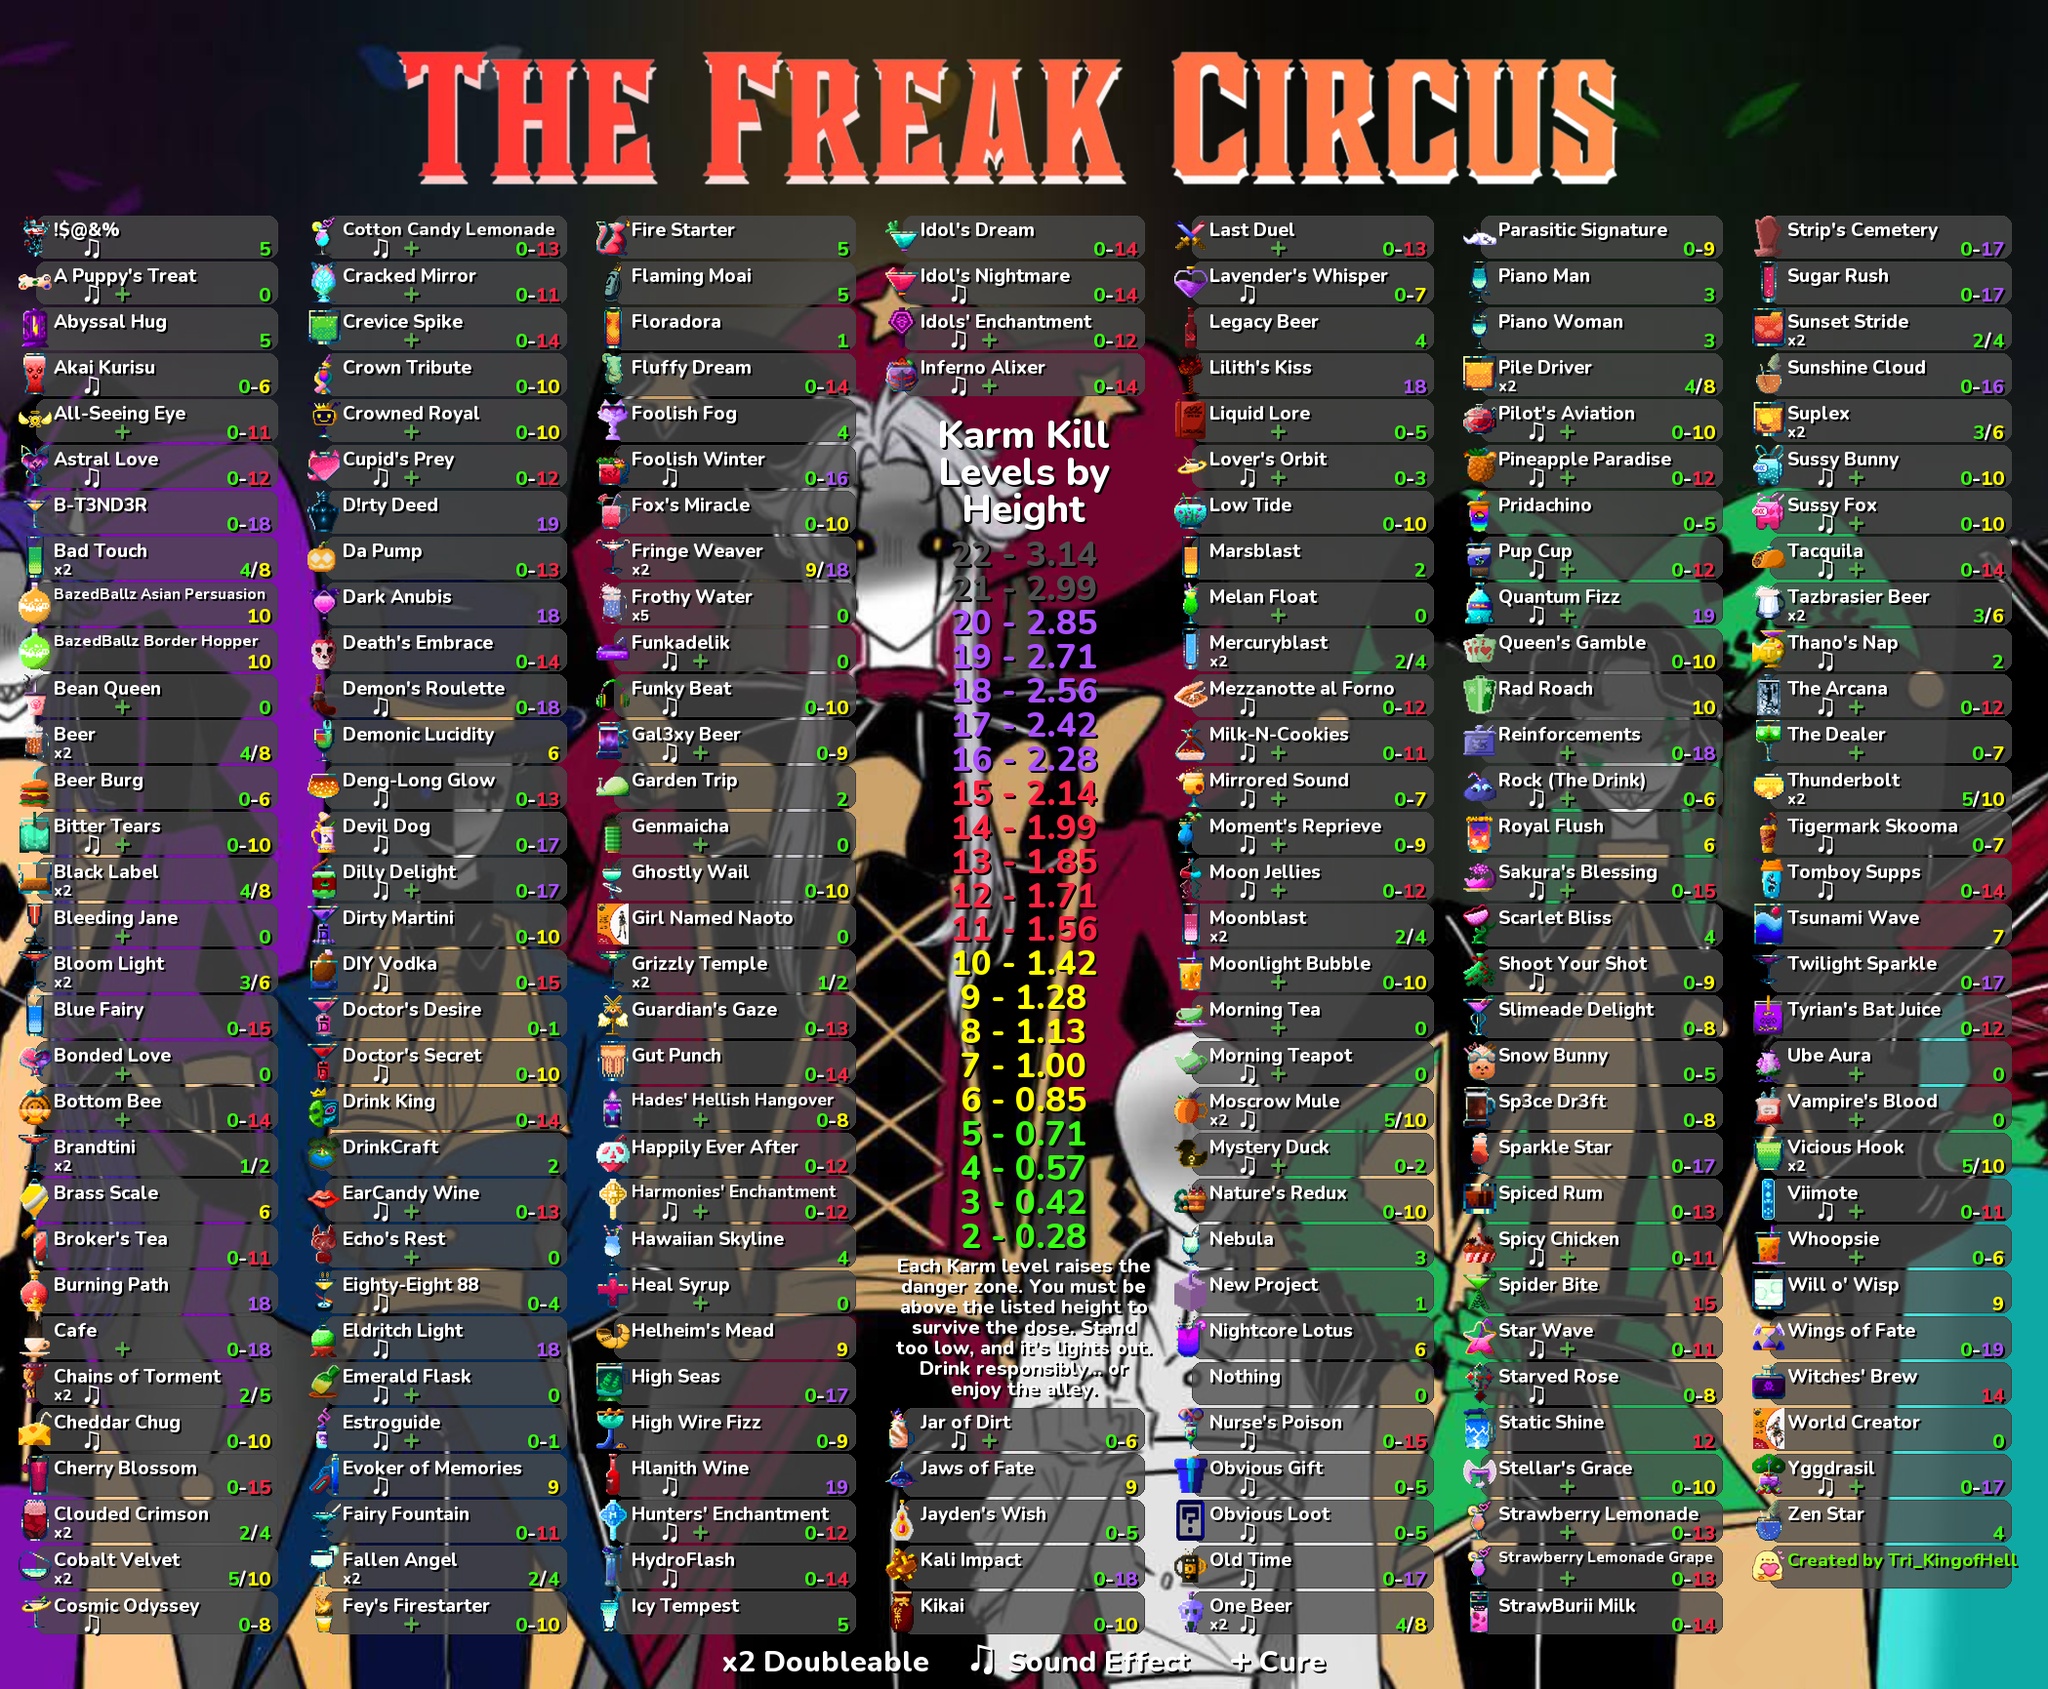 THE FREAK CIRCUS
!$@&%
♫ 5
A Puppy's Treat
♫ + 0
Abyssal Hug
5
Akai Kurisu
♫ 0-6
All-Seeing Eye
+ 0-11
Astral Love
♫ 0-12
B-T3ND3R
0-18
Bad Touch
x2 4/8
BazedBallz Asian Persuasion
10
BazedBallz Border Hopper
10
Bean Queen
+ 0
Beer
x2 4/8
Beer Burg
0-6
Bitter Tears
♫ + 0-10
Black Label
x2 4/8
Bleeding Jane
+ 0
Bloom Light
x2 3/6
Blue Fairy
0-15
Bonded Love
+ 0
Bottom Bee
+ 0-14
Brandtini
x2 1/2
Brass Scale
6
Broker's Tea
0-11
Burning Path
18
Cafe
+ 0-18
Chains of Torment
x2 ♫ 2/5
Cheddar Chug
♫ 0-10
Cherry Blossom
0-15
Clouded Crimson
x2 2/4
Cobalt Velvet
x2 5/10
Cosmic Odyssey
♫ 0-8
Cotton Candy Lemonade
♫ + 0-13
Cracked Mirror
+ 0-11
Crevice Spike
+ 0-14
Crown Tribute
0-10
Crowned Royal
+ 0-10
Cupid's Prey
♫ + 0-12
D!rty Deed
19
Da Pump
0-13
Dark Anubis
18
Death's Embrace
0-14
Demon's Roulette
♫ 0-18
Demonic Lucidity
6
Deng-Long Glow
♫ 0-13
Devil Dog
♫ 0-17
Dilly Delight
♫ + 0-17
Dirty Martini
0-10
DIY Vodka
♫ 0-15
Doctor's Desire
0-1
Doctor's Secret
♫ 0-10
Drink King
0-14
DrinkCraft
2
EarCandy Wine
♫ + 0-13
Echo's Rest
+ 0
Eighty-Eight 88
♫ 0-4
Eldritch Light
♫ 18
Emerald Flask
♫ + 0
Estroguide
♫ + 0-1
Evoker of Memories
♫ 9
Fairy Fountain
0-11
Fallen Angel
x2 2/4
Fey's Firestarter
+ 0-10
Fire Starter
5
Flaming Moai
5
Floradora
1
Fluffy Dream
0-14
Foolish Fog
4
Foolish Winter
♫ 0-16
Fox's Miracle
0-10
Fringe Weaver
x2 9/18
Frothy Water
x5 0
Funkadelik
♫ + 0
Funky Beat
♫ 0-10
Gal3xy Beer
♫ + 0-9
Garden Trip
2
Genmaicha
+ 0
Ghostly Wail
0-10
Girl Named Naoto
0
Grizzly Temple
x2 1/2
Guardian's Gaze
0-13
Gut Punch
0-14
Hades' Hellish Hangover
+ 0-8
Happily Ever After
0-12
Harmonies' Enchantment
♫ + 0-12
Hawaiian Skyline
4
Heal Syrup
+ 0
Helheim's Mead
9
High Seas
0-17
High Wire Fizz
0-9
Hlanith Wine
♫ 19
Hunters' Enchantment
♫ + 0-12
HydroFlash
♫ 0-14
Icy Tempest
5
Idol's Dream
0-14
Idol's Nightmare
♫ 0-14
Idols' Enchantment
♫ + 0-12
Inferno Alixer
♫ + 0-14
Karm Kill
Levels by
Height
22 - 3.14
21 - 2.99
20 - 2.85
19 - 2.71
18 - 2.56
17 - 2.42
16 - 2.28
15 - 2.14
14 - 1.99
13 - 1.85
12 - 1.71
11 - 1.56
10 - 1.42
9 - 1.28
8 - 1.13
7 - 1.00
6 - 0.85
5 - 0.71
4 - 0.57
3 - 0.42
2 - 0.28
Each Karm level raises the
danger zone. You must be
above the listed height to
survive the dose. Stand
too low, and it's lights out.
Drink responsibly... or
enjoy the alley.
Jar of Dirt
♫ + 0-6
Jaws of Fate
9
Jayden's Wish
0-5
Kali Impact
0-18
Kikai
0-10
Last Duel
+ 0-13
Lavender's Whisper
♫ 0-7
Legacy Beer
4
Lilith's Kiss
18
Liquid Lore
+ 0-5
Lover's Orbit
♫ + 0-3
Low Tide
0-10
Marsblast
2
Melan Float
+ 0
Mercuryblast
x2 2/4
Mezzanotte al Forno
♫ 0-12
Milk-N-Cookies
♫ + 0-11
Mirrored Sound
♫ + 0-7
Moment's Reprieve
♫ + 0-9
Moon Jellies
♫ + 0-12
Moonblast
x2 2/4
Moonlight Bubble
+ 0-10
Morning Tea
+ 0
Morning Teapot
♫ + 0
Moscrow Mule
x2 ♫ 5/10
Mystery Duck
♫ + 0-2
Nature's Redux
0-10
Nebula
3
New Project
1
Nightcore Lotus
6
Nothing
0
Nurse's Poison
♫ 0-15
Obvious Gift
♫ 0-5
Obvious Loot
♫ 0-5
Old Time
♫ 0-17
One Beer
x2 ♫ 4/8
Parasitic Signature
0-9
Piano Man
3
Piano Woman
3
Pile Driver
x2 4/8
Pilot's Aviation
♫ + 0-10
Pineapple Paradise
♫ + 0-12
Pridachino
0-5
Pup Cup
♫ + 0-12
Quantum Fizz
♫ + 19
Queen's Gamble
0-10
Rad Roach
10
Reinforcements
+ 0-18
Rock (The Drink)
♫ + 0-6
Royal Flush
6
Sakura's Blessing
♫ + 0-15
Scarlet Bliss
4
Shoot Your Shot
♫ 0-9
Slimeade Delight
0-8
Snow Bunny
0-5
Sp3ce Dr3ft
0-8
Sparkle Star
0-17
Spiced Rum
0-13
Spicy Chicken
♫ + 0-11
Spider Bite
15
Star Wave
♫ + 0-11
Starved Rose
♫ 0-8
Static Shine
12
Stellar's Grace
+ 0-10
Strawberry Lemonade
+ 0-13
Strawberry Lemonade Grape
+ 0-13
StrawBurii Milk
0-14
Strip's Cemetery
0-17
Sugar Rush
0-17
Sunset Stride
x2 2/4
Sunshine Cloud
0-16
Suplex
x2 3/6
Sussy Bunny
♫ + 0-10
Sussy Fox
♫ + 0-10
Tacquila
♫ + 0-14
Tazbrasier Beer
x2 3/6
Thano's Nap
♫ 2
The Arcana
♫ + 0-12
The Dealer
+ 0-7
Thunderbolt
x2 5/10
Tigermark Skooma
♫ 0-7
Tomboy Supps
♫ 0-14
Tsunami Wave
7
Twilight Sparkle
0-17
Tyrian's Bat Juice
0-12
Ube Aura
+ 0
Vampire's Blood
+ 0
Vicious Hook
x2 5/10
Viimote
♫ + 0-11
Whoopsie
+ 0-6
Will o' Wisp
9
Wings of Fate
0-19
Witches' Brew
14
World Creator
0
Yggdrasil
♫ + 0-17
Zen Star
4
Created by Tri_KingofHell
x2 Doubleable ♫ Sound Effect + Cure